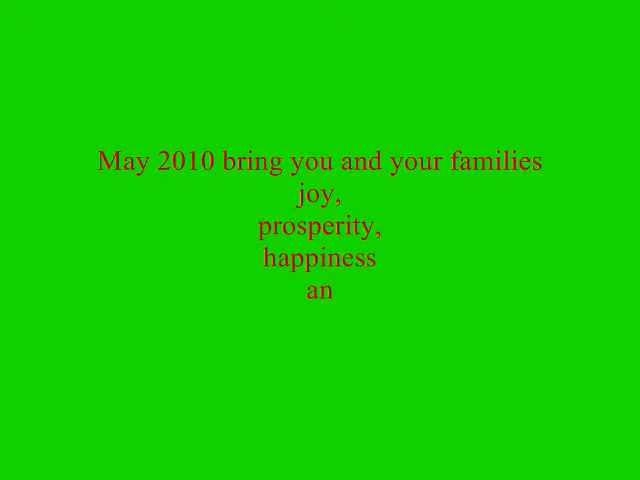 May 2010 bring you and your families
joy,
prosperity,
happiness
an